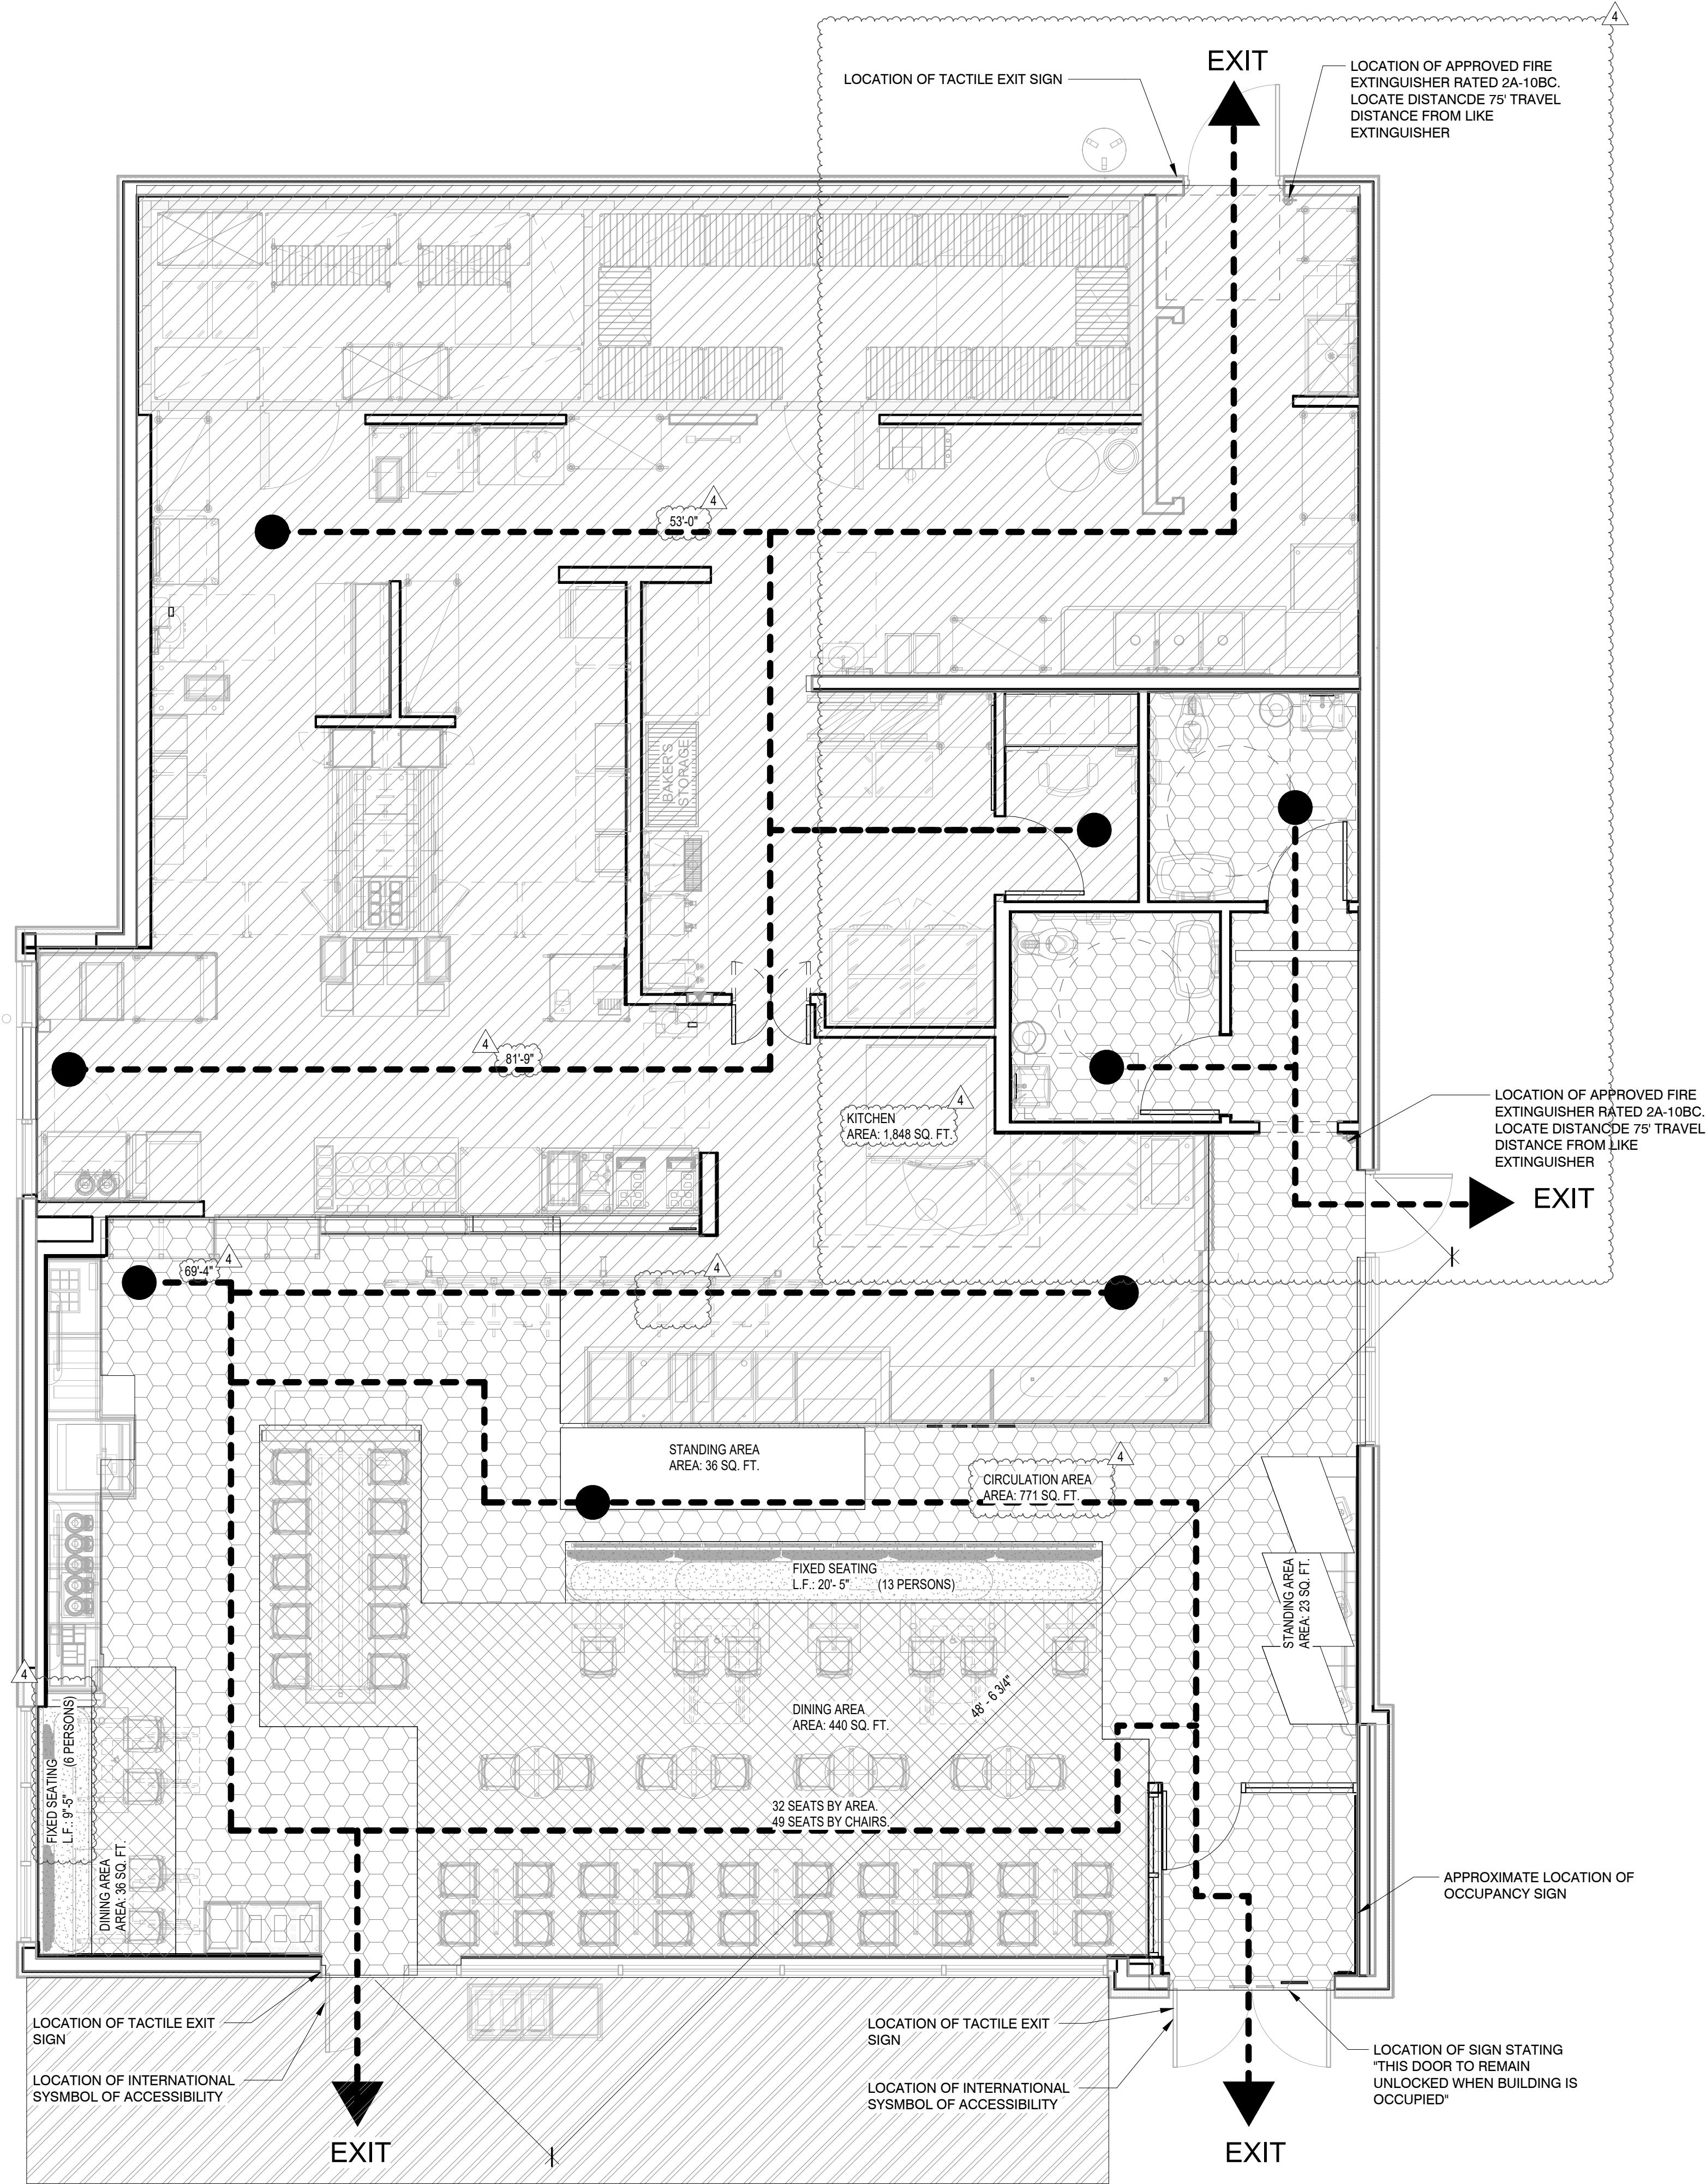 4
EXIT
LOCATION OF TACTILE EXIT SIGN
LOCATION OF APPROVED FIRE
EXTINGUISHER RATED 2A-10BC.
LOCATE DISTANCDE 75' TRAVEL
DISTANCE FROM LIKE
EXTINGUISHER
4
53'-0"
BAKER'S
STORAGE
4
81'-9"
4
KITCHEN
AREA: 1,848 SQ. FT.
LOCATION OF APPROVED FIRE
EXTINGUISHER RATED 2A-10BC.
LOCATE DISTANCDE 75' TRAVEL
DISTANCE FROM LIKE
EXTINGUISHER
EXIT
4
69'-4"
4
STANDING AREA
AREA: 36 SQ. FT.
4
CIRCULATION AREA
AREA: 771 SQ. FT.
FIXED SEATING
L.F.: 20'- 5" (13 PERSONS)
STANDING AREA
AREA: 23 SQ. FT.
4
FIXED SEATING
L.F.: 9"-5" (6 PERSONS)
DINING AREA
AREA: 440 SQ. FT.
48' - 6 3/4"
32 SEATS BY AREA.
49 SEATS BY CHAIRS.
DINING AREA
AREA: 36 SQ. FT.
APPROXIMATE LOCATION OF
OCCUPANCY SIGN
LOCATION OF TACTILE EXIT
SIGN
LOCATION OF INTERNATIONAL
SYSMBOL OF ACCESSIBILITY
LOCATION OF TACTILE EXIT
SIGN
LOCATION OF INTERNATIONAL
SYSMBOL OF ACCESSIBILITY
LOCATION OF SIGN STATING
"THIS DOOR TO REMAIN
UNLOCKED WHEN BUILDING IS
OCCUPIED"
EXIT
EXIT